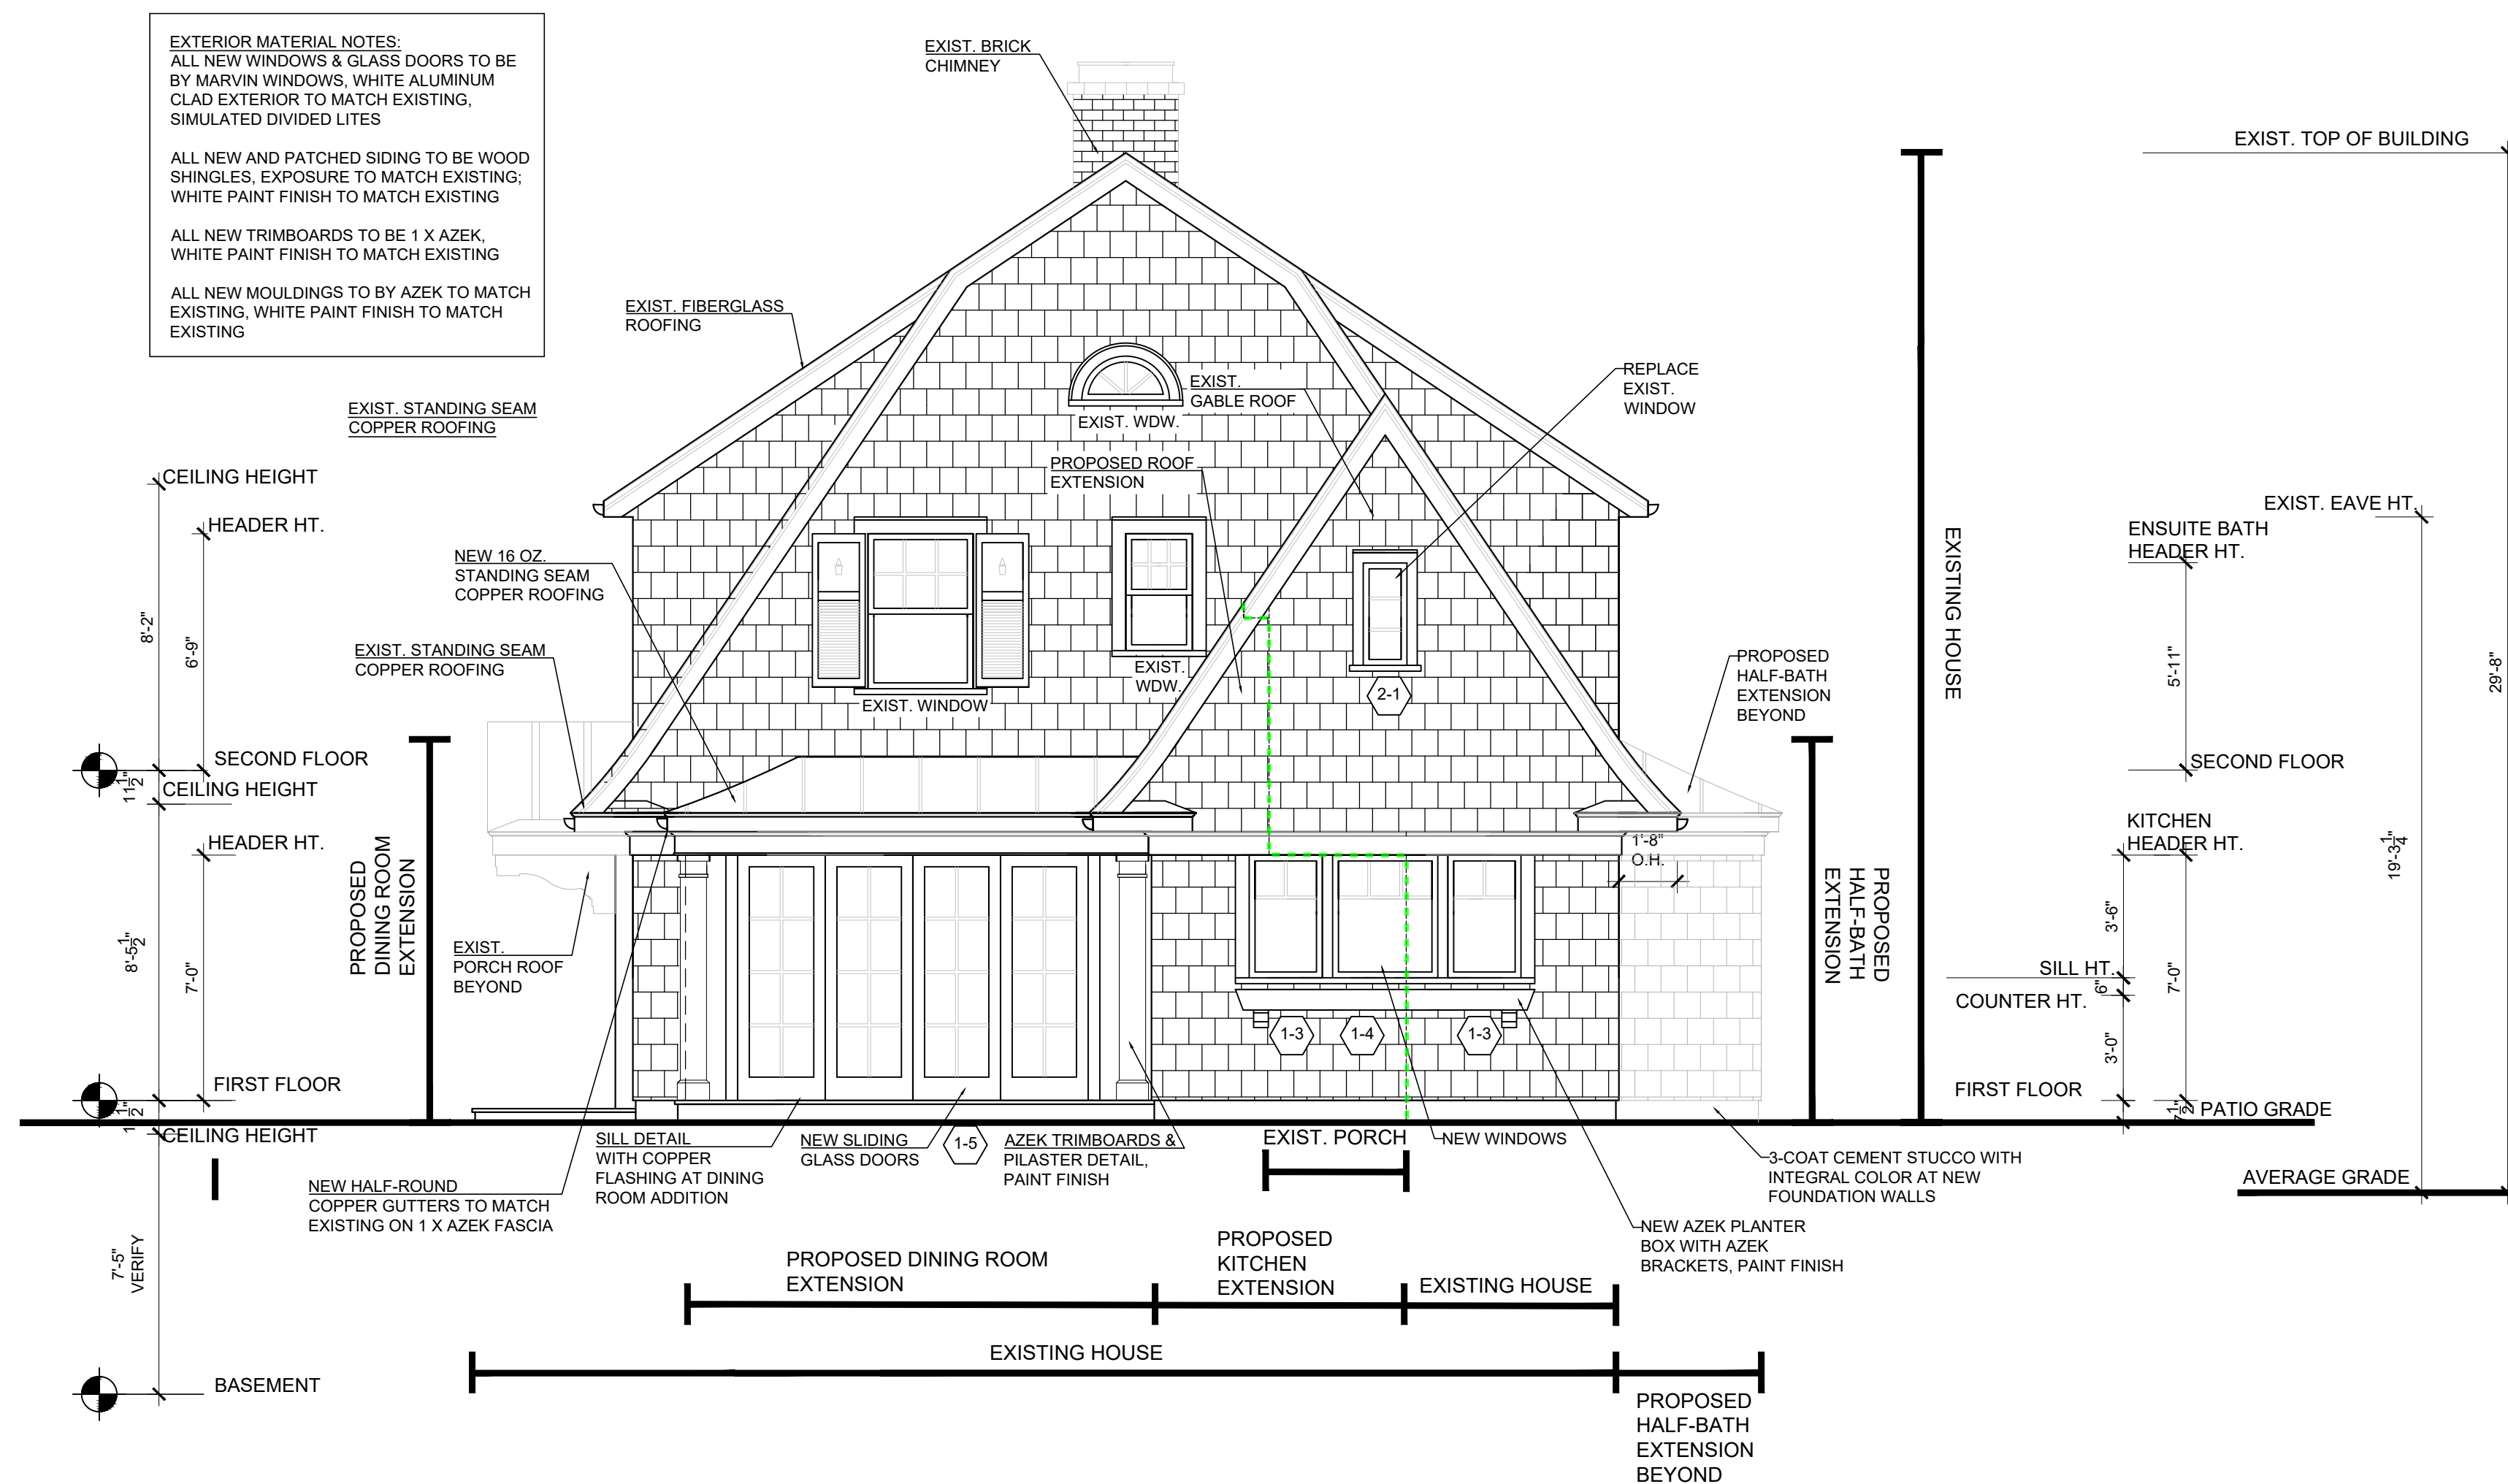 EXTERIOR MATERIAL NOTES:
ALL NEW WINDOWS & GLASS DOORS TO BE
BY MARVIN WINDOWS, WHITE ALUMINUM
CLAD EXTERIOR TO MATCH EXISTING,
SIMULATED DIVIDED LITES
ALL NEW AND PATCHED SIDING TO BE WOOD
SHINGLES, EXPOSURE TO MATCH EXISTING;
WHITE PAINT FINISH TO MATCH EXISTING
ALL NEW TRIMBOARDS TO BE 1 X AZEK,
WHITE PAINT FINISH TO MATCH EXISTING
ALL NEW MOULDINGS TO BY AZEK TO MATCH
EXISTING, WHITE PAINT FINISH TO MATCH
EXISTING
EXIST. BRICK
CHIMNEY
EXIST. TOP OF BUILDING
EXIST. FIBERGLASS
ROOFING
EXIST. STANDING SEAM
COPPER ROOFING
EXIST. WDW.
EXIST.
GABLE ROOF
REPLACE
EXIST.
WINDOW
PROPOSED ROOF
EXTENSION
CEILING HEIGHT
HEADER HT.
8'-2"
6'-9"
NEW 16 OZ.
STANDING SEAM
COPPER ROOFING
EXIST. STANDING SEAM
COPPER ROOFING
EXIST. WINDOW
EXIST.
WDW.
2-1
PROPOSED
HALF-BATH
EXTENSION
BEYOND
EXISTING HOUSE
EXIST. EAVE HT.
ENSUITE BATH
HEADER HT.
5'-11"
29'-8"
SECOND FLOOR
SECOND FLOOR
11 1/2"
CEILING HEIGHT
HEADER HT.
8'-5 1/2"
7'-0"
PROPOSED
DINING ROOM
EXTENSION
EXIST.
PORCH ROOF
BEYOND
1'-8"
O.H.
PROPOSED
HALF-BATH
EXTENSION
KITCHEN
HEADER HT.
19'-3 1/4"
3'-6"
7'-0"
SILL HT.
6"
COUNTER HT.
3'-0"
1-3
1-4
1-3
FIRST FLOOR
FIRST FLOOR
PATIO GRADE
CEILING HEIGHT
SILL DETAIL
WITH COPPER
FLASHING AT DINING
ROOM ADDITION
NEW SLIDING
GLASS DOORS
1-5
AZEK TRIMBOARDS &
PILASTER DETAIL,
PAINT FINISH
EXIST. PORCH
NEW WINDOWS
3-COAT CEMENT STUCCO WITH
INTEGRAL COLOR AT NEW
FOUNDATION WALLS
AVERAGE GRADE
NEW HALF-ROUND
COPPER GUTTERS TO MATCH
EXISTING ON 1 X AZEK FASCIA
NEW AZEK PLANTER
BOX WITH AZEK
BRACKETS, PAINT FINISH
7'-5"
VERIFY
PROPOSED DINING ROOM
EXTENSION
PROPOSED
KITCHEN
EXTENSION
EXISTING HOUSE
EXISTING HOUSE
BASEMENT
PROPOSED
HALF-BATH
EXTENSION
BEYOND